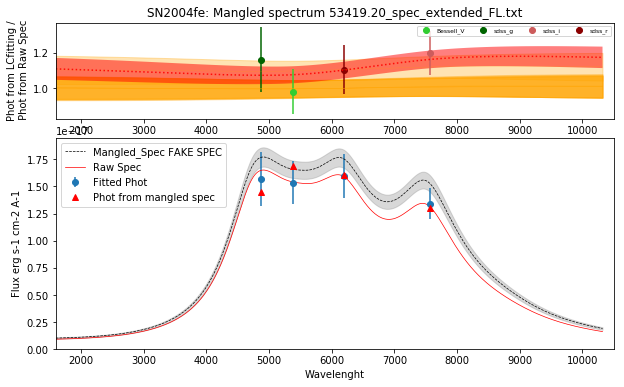 SN2004fe: Mangled spectrum 53419.20_spec_extended_FL.txt
Phot from LCfitting /
Phot from Raw Spec
1.2
1.0
Bessell_V sdss_g sdss_i sdss_r
2000 3000 4000 5000 6000 7000 8000 9000 10000
1e−17
Mangled_Spec FAKE SPEC
Raw Spec
Fitted Phot
Phot from mangled spec
Flux erg s-1 cm-2 A-1
1.75
1.50
1.25
1.00
0.75
0.50
0.25
0.00
2000 3000 4000 5000 6000 7000 8000 9000 10000
Wavelenght